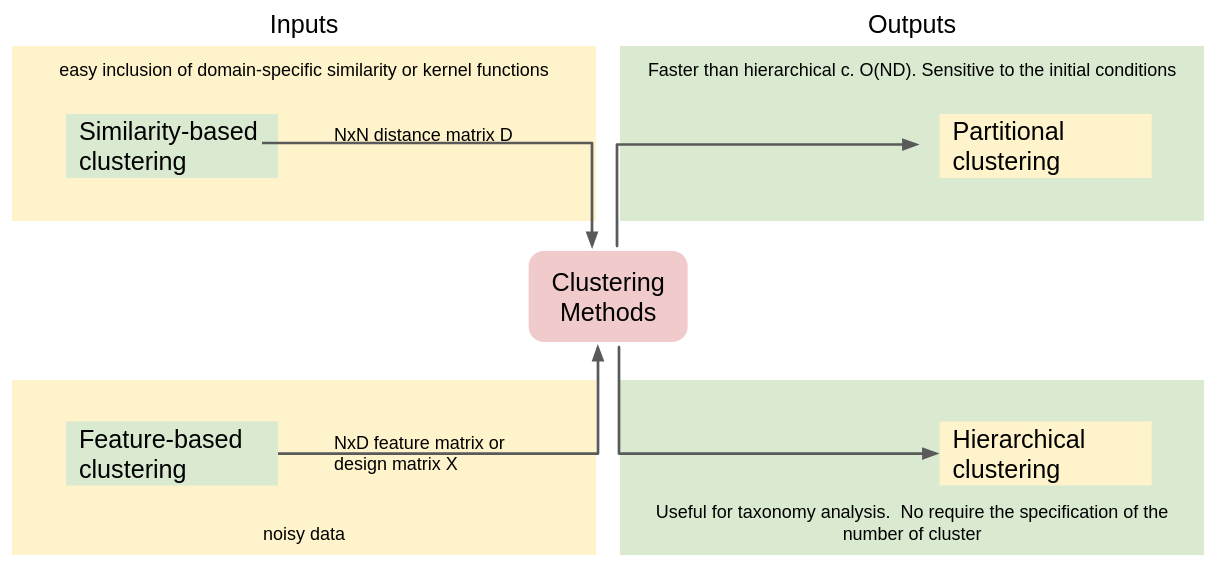 Inputs
Outputs
easy inclusion of domain-specific similarity or kernel functions
Faster than hierarchical c. O(ND). Sensitive to the initial conditions
Similarity-based
clustering
NxN distance matrix D
Partitional
clustering
Clustering
Methods
Feature-based
clustering
NxD feature matrix or
design matrix X
Hierarchical
clustering
noisy data
Useful for taxonomy analysis.  No require the specification of the
number of cluster